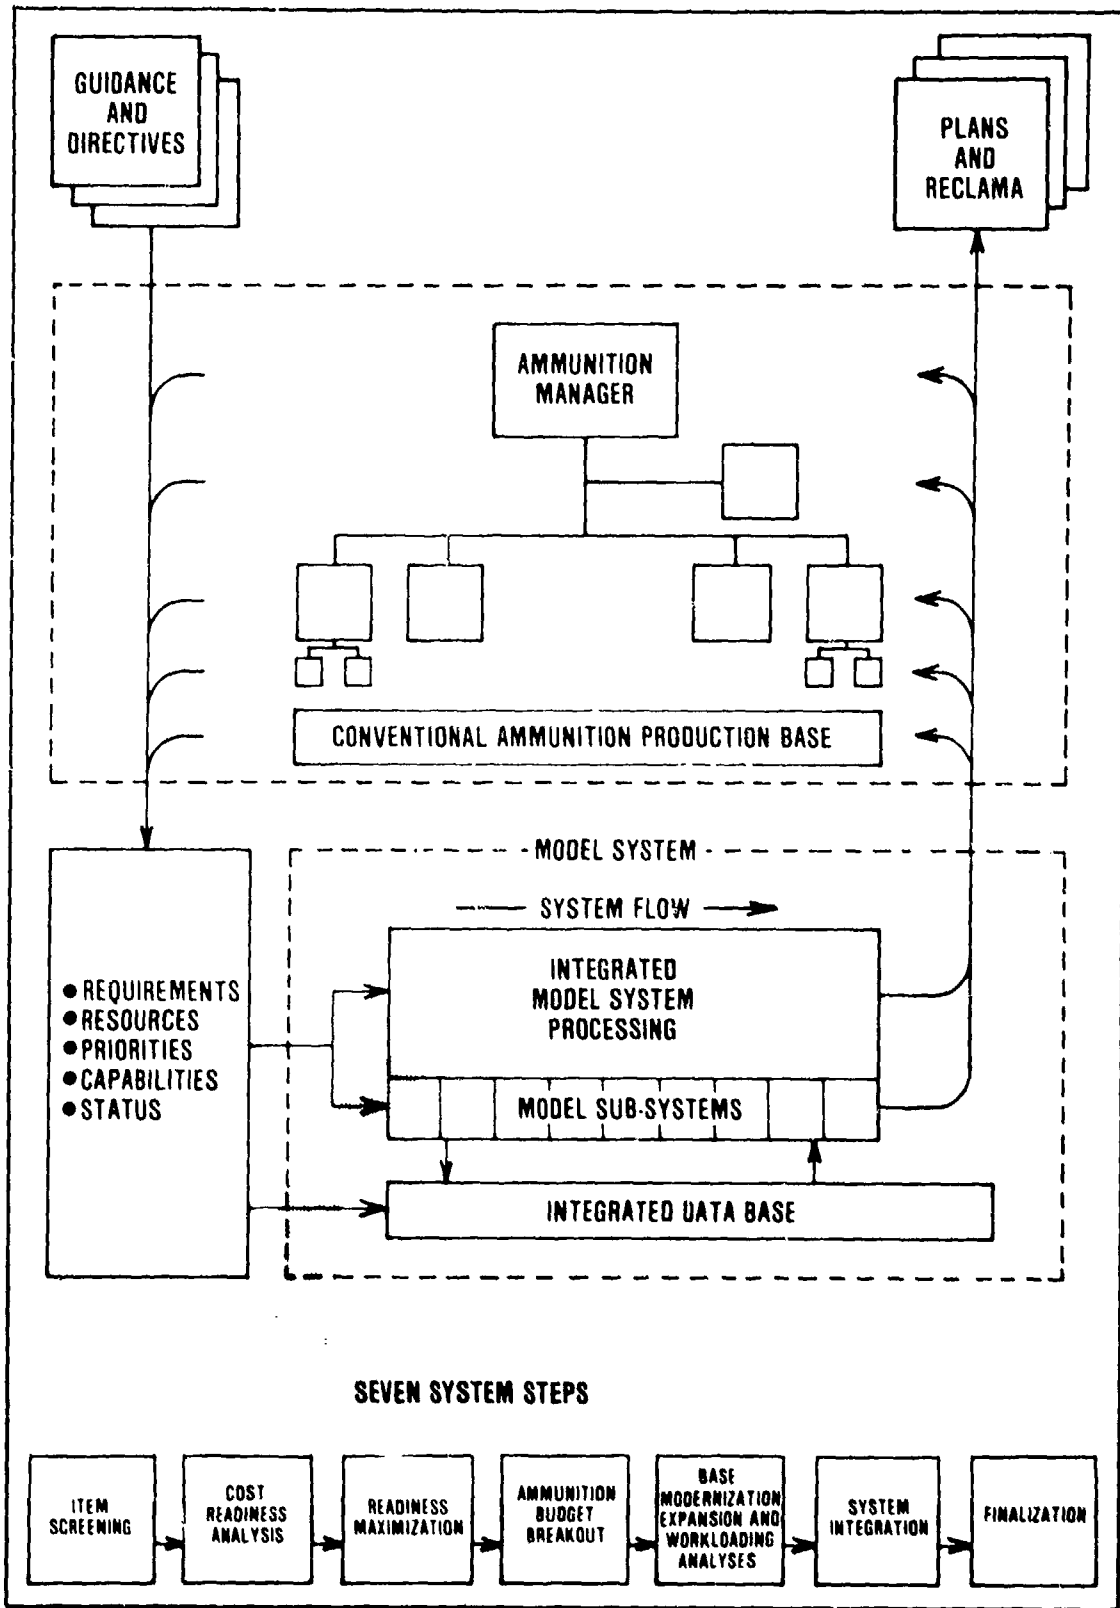 GUIDANCE
AND
DIRECTIVES
PLANS
AND
RECLAMA
AMMUNITION
MANAGER
CONVENTIONAL AMMUNITION PRODUCTION BASE
MODEL SYSTEM
SYSTEM FLOW
INTEGRATED
MODEL SYSTEM
PROCESSING
● REQUIREMENTS
● RESOURCES
● PRIORITIES
● CAPABILITIES
● STATUS
MODEL SUB-SYSTEMS
INTEGRATED DATA BASE
SEVEN SYSTEM STEPS
ITEM
SCREENING
COST
READINESS
ANALYSIS
READINESS
MAXIMIZATION
AMMUNITION
BUDGET
BREAKOUT
BASE
MODERNIZATION
EXPANSION AND
WORKLOADING
ANALYSES
SYSTEM
INTEGRATION
FINALIZATION